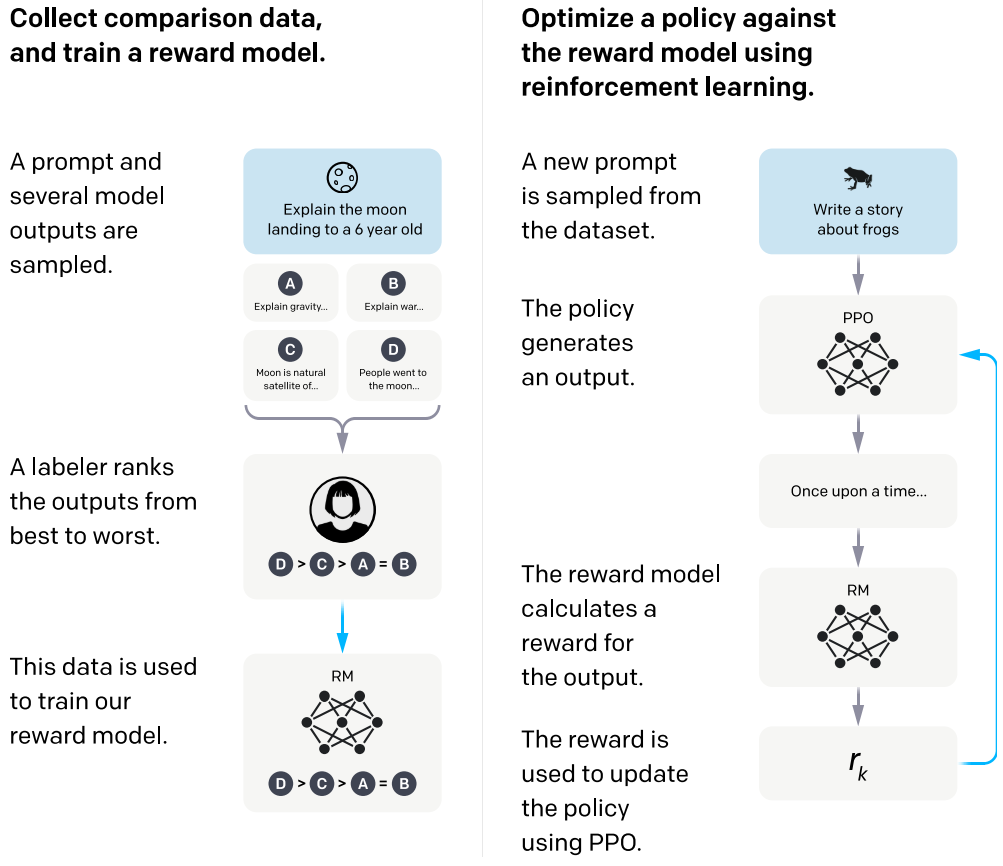 Collect comparison data,
and train a reward model.
A prompt and
several model
outputs are
sampled.
Explain the moon
landing to a 6 year old
A
Explain gravity...
B
Explain war...
C
Moon is natural
satellite of...
D
People went to
the moon...
A labeler ranks
the outputs from
best to worst.
D > C > A = B
This data is used
to train our
reward model.
RM
D > C > A = B
Optimize a policy against
the reward model using
reinforcement learning.
A new prompt
is sampled from
the dataset.
Write a story
about frogs
The policy
generates
an output.
PPO
Once upon a time...
The reward model
calculates a
reward for
the output.
RM
The reward is
used to update
the policy
using PPO.
rk